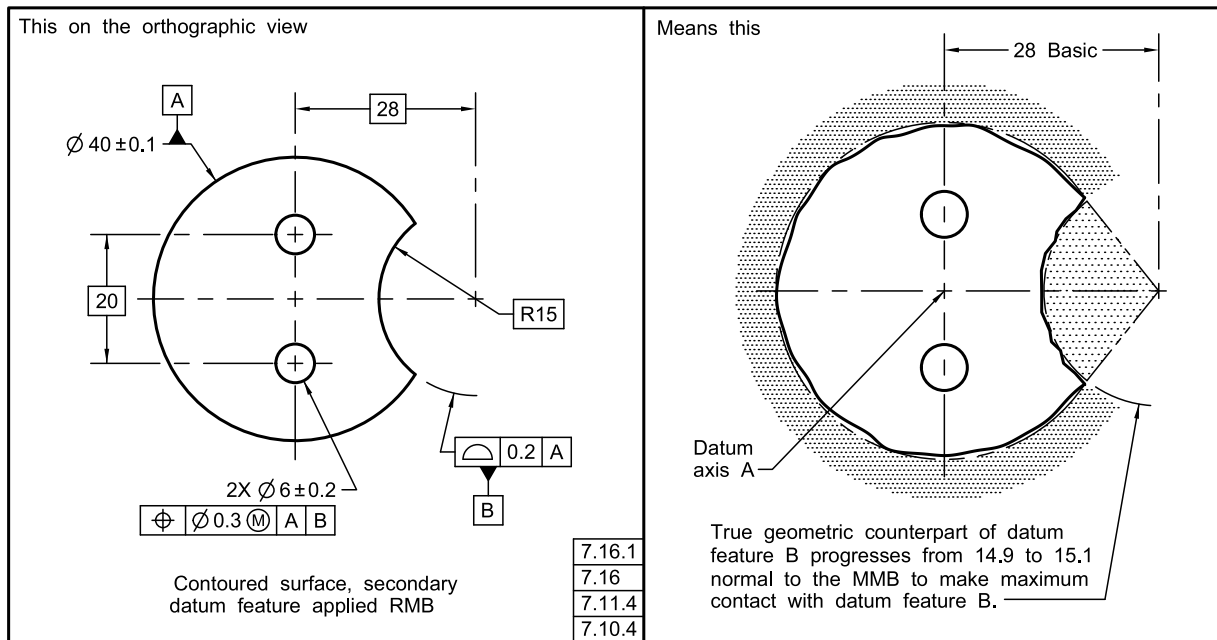 This on the orthographic view
A
28
Ø 40 ±0.1
20
R15
⌓ 0.2 A
B
2X Ø 6 ±0.2
⌖ Ø 0.3 Ⓜ A B
Contoured surface, secondary
datum feature applied RMB
7.16.1
7.16
7.11.4
7.10.4
Means this
28 Basic
Datum
axis A
True geometric counterpart of datum
feature B progresses from 14.9 to 15.1
normal to the MMB to make maximum
contact with datum feature B.